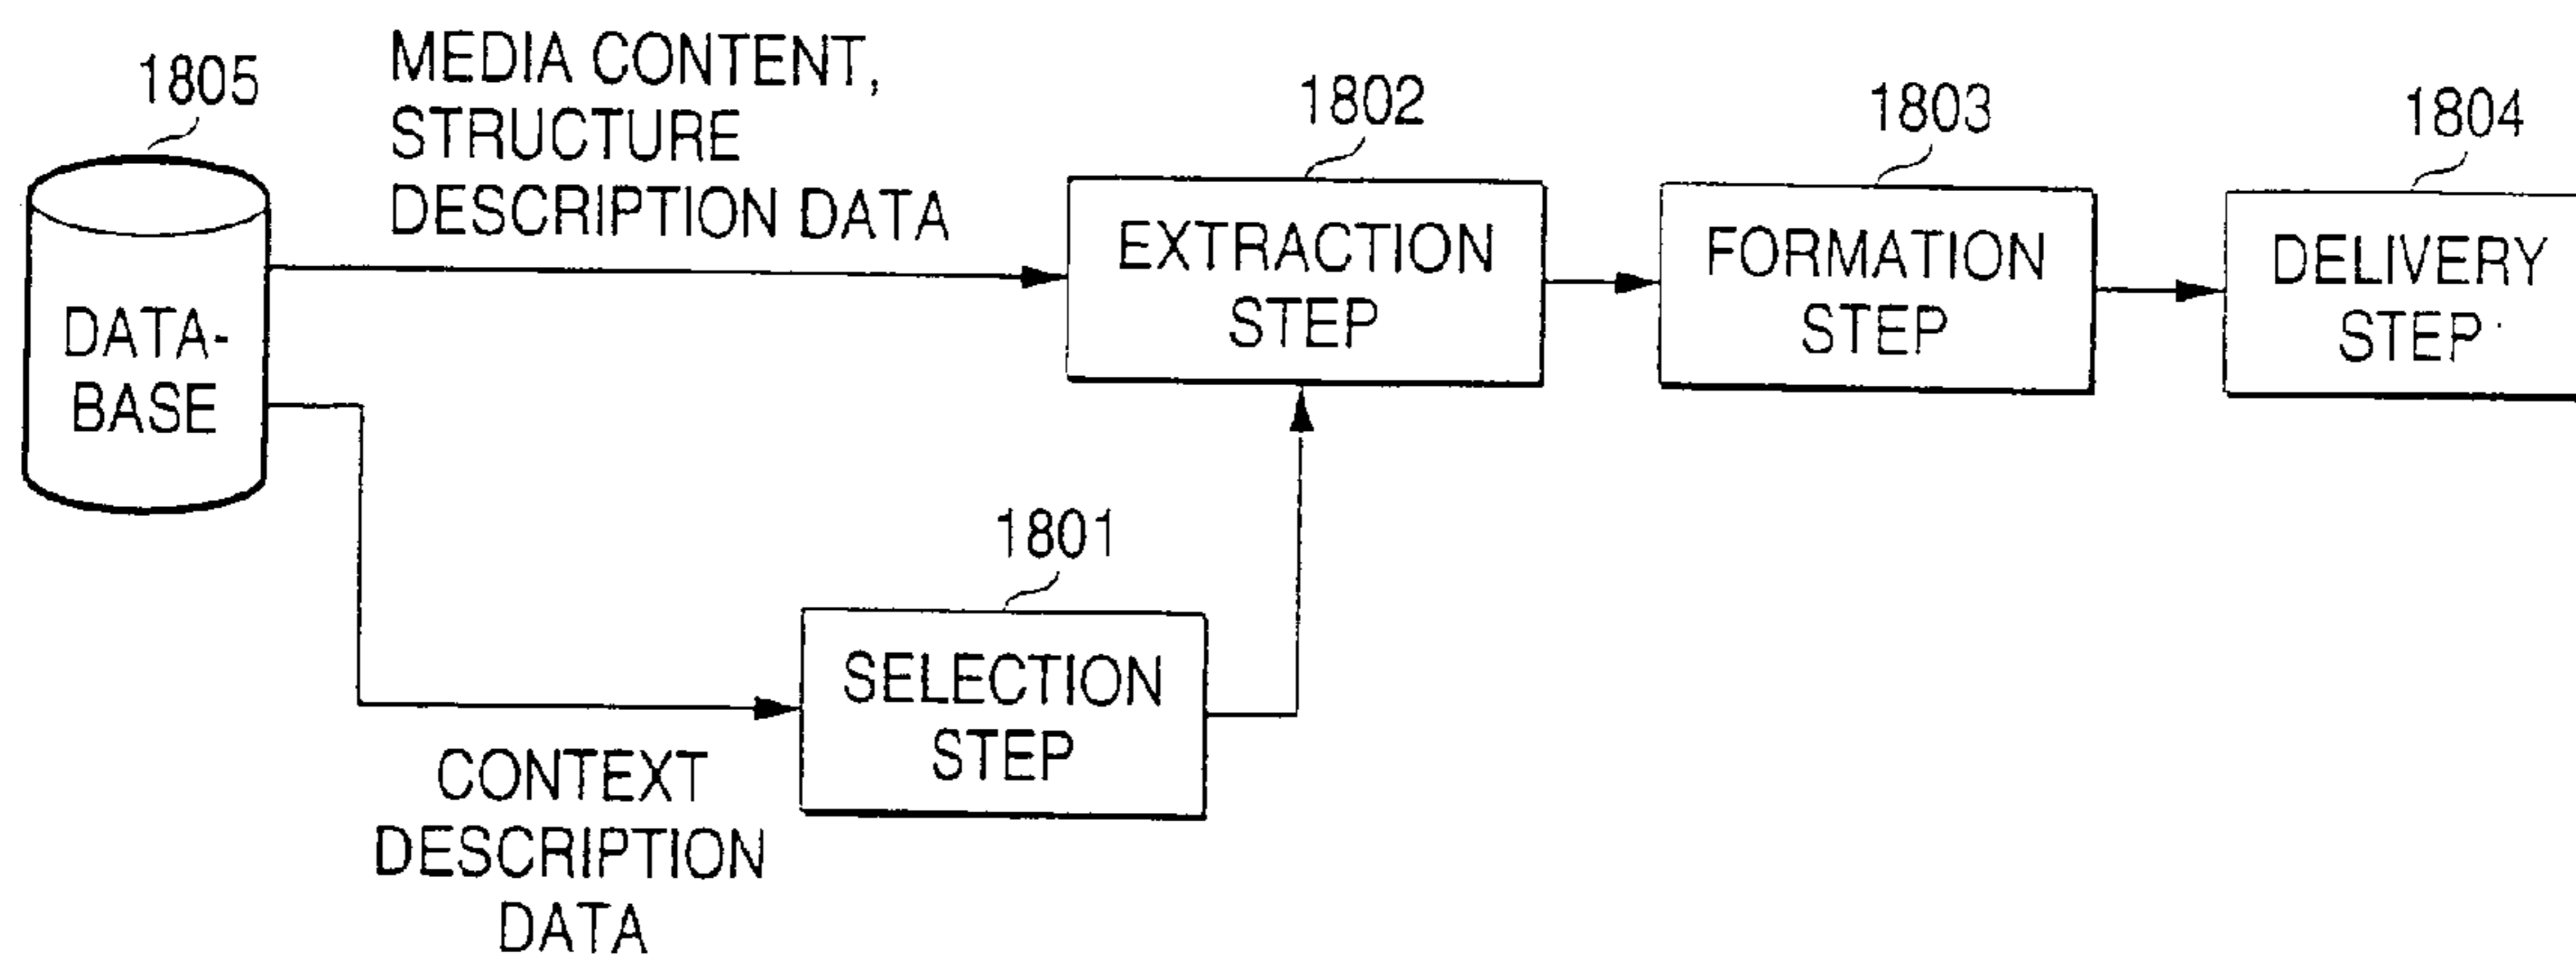 1805
MEDIA CONTENT,
STRUCTURE
DESCRIPTION DATA
1802
1803
1804
DATA-
BASE
EXTRACTION
STEP
FORMATION
STEP
DELIVERY
STEP
1801
SELECTION
STEP
CONTEXT
DESCRIPTION
DATA